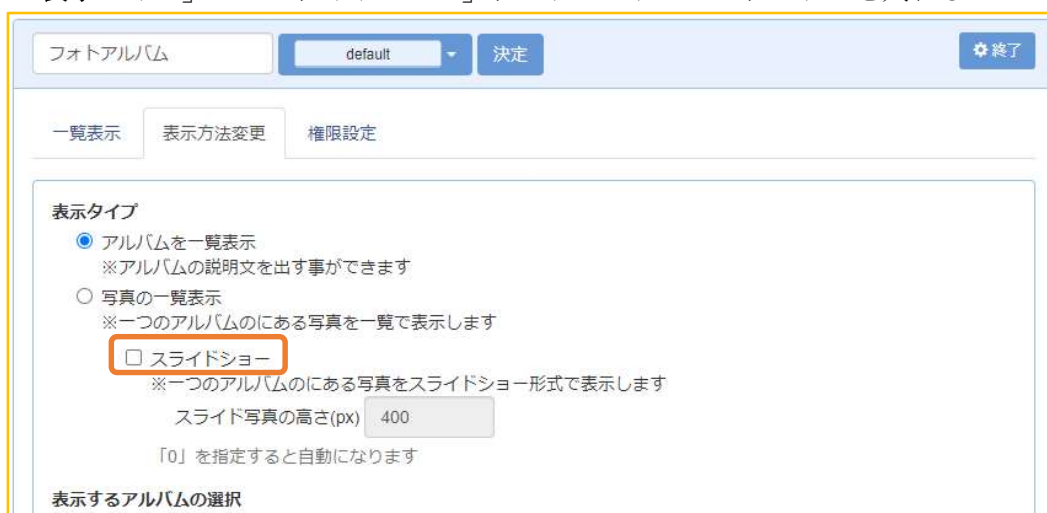 フォトアルバム default 決定 終了
一覧表示 表示方法変更 権限設定
表示タイプ
アルバムを一覧表示
※アルバムの説明文を出す事ができます
写真の一覧表示
※一つのアルバムのにある写真を一覧で表示します
スライドショー
※一つのアルバムのにある写真をスライドショー形式で表示します
スライド写真の高さ(px) 400
「0」を指定すると自動になります
表示するアルバムの選択